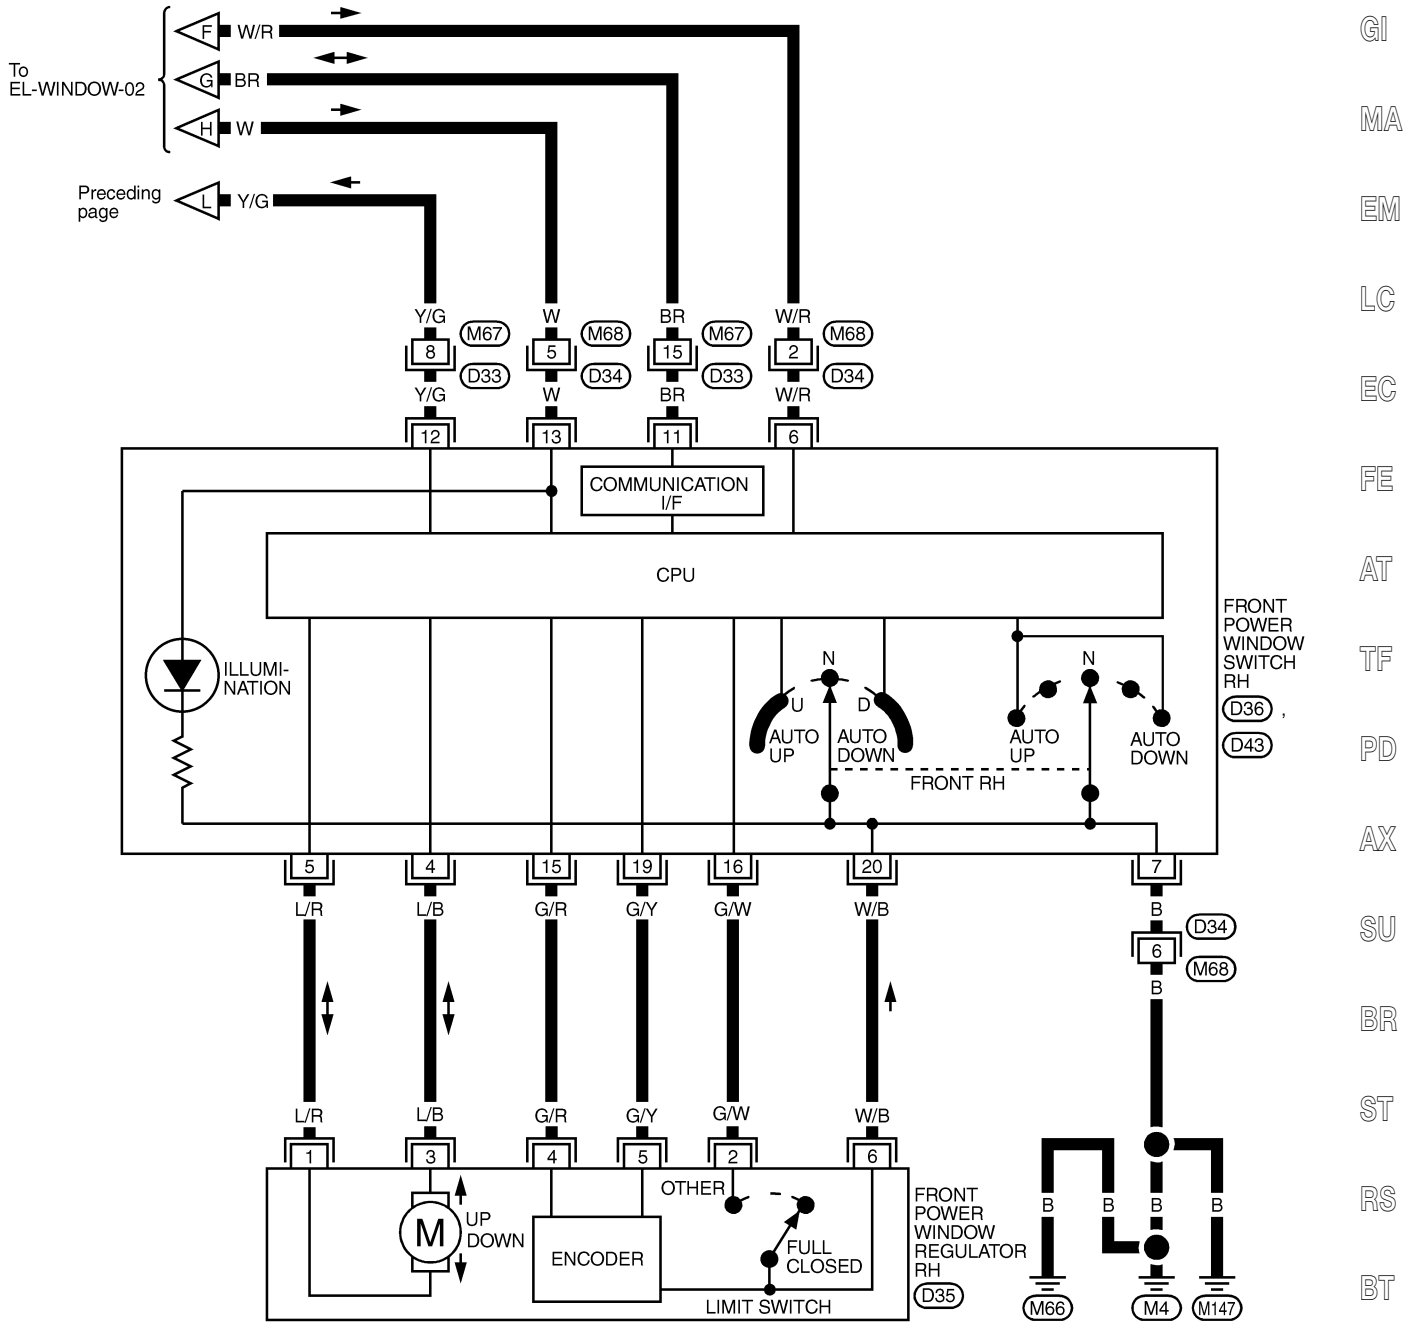 GI
MA
EM
LC
EC
FE
AT
TF
PD
AX
SU
BR
ST
RS
BT
To
EL-WINDOW-02
F W/R
G BR
H W
Preceding
page
L Y/G
Y/G W BR W/R
8 M67 5 M68 15 M67 2 M68
D33 D34 D33 D34
Y/G W BR W/R
12 13 11 6
COMMUNICATION
I/F
CPU
ILLUMI-
NATION
N
U D
AUTO
UP
AUTO
DOWN
N
AUTO
UP
AUTO
DOWN
FRONT RH
FRONT
POWER
WINDOW
SWITCH
RH
D36 ,
D43
5 4 15 19 16 20 7
L/R L/B G/R G/Y G/W W/B B
D34
6
M68
B
L/R L/B G/R G/Y G/W W/B
1 3 4 5 2 6
M
UP
DOWN
ENCODER
OTHER
FULL
CLOSED
LIMIT SWITCH
FRONT
POWER
WINDOW
REGULATOR
RH
D35
B B B B
M66 M4 M147